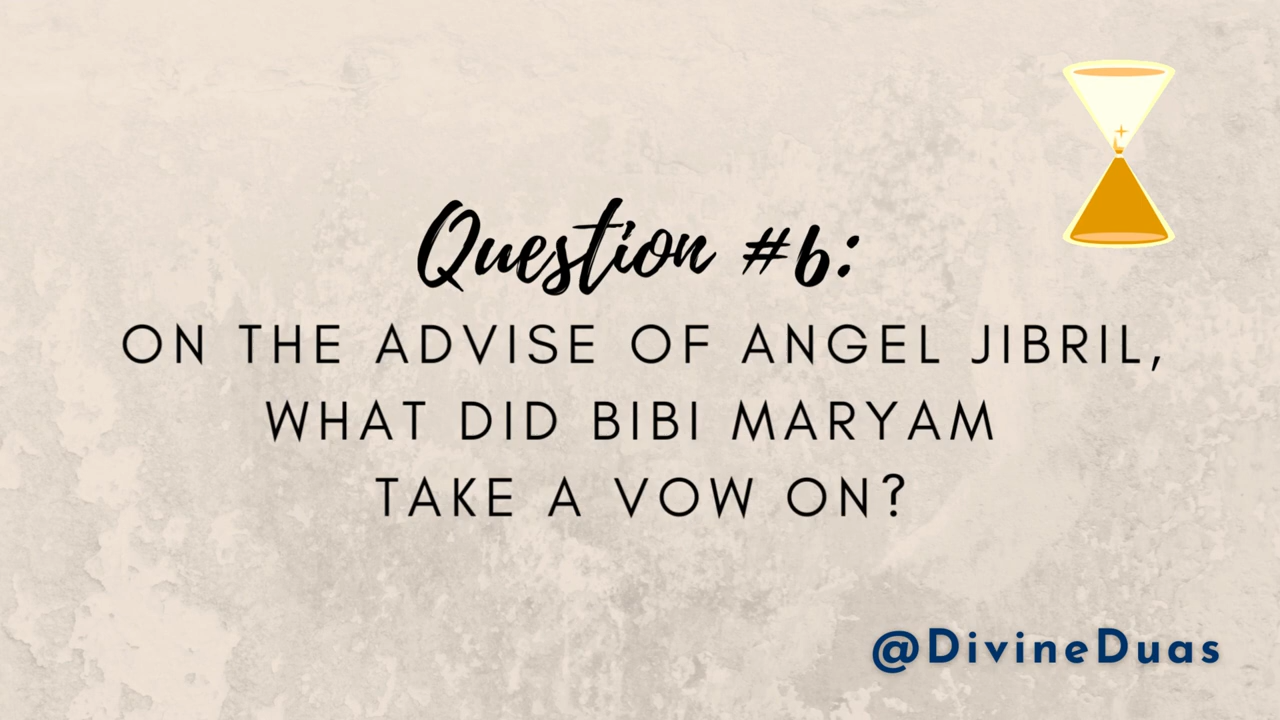 Question #6:
ON THE ADVISE OF ANGEL JIBRIL,
WHAT DID BIBI MARYAM
TAKE A VOW ON?
@DivineDuas